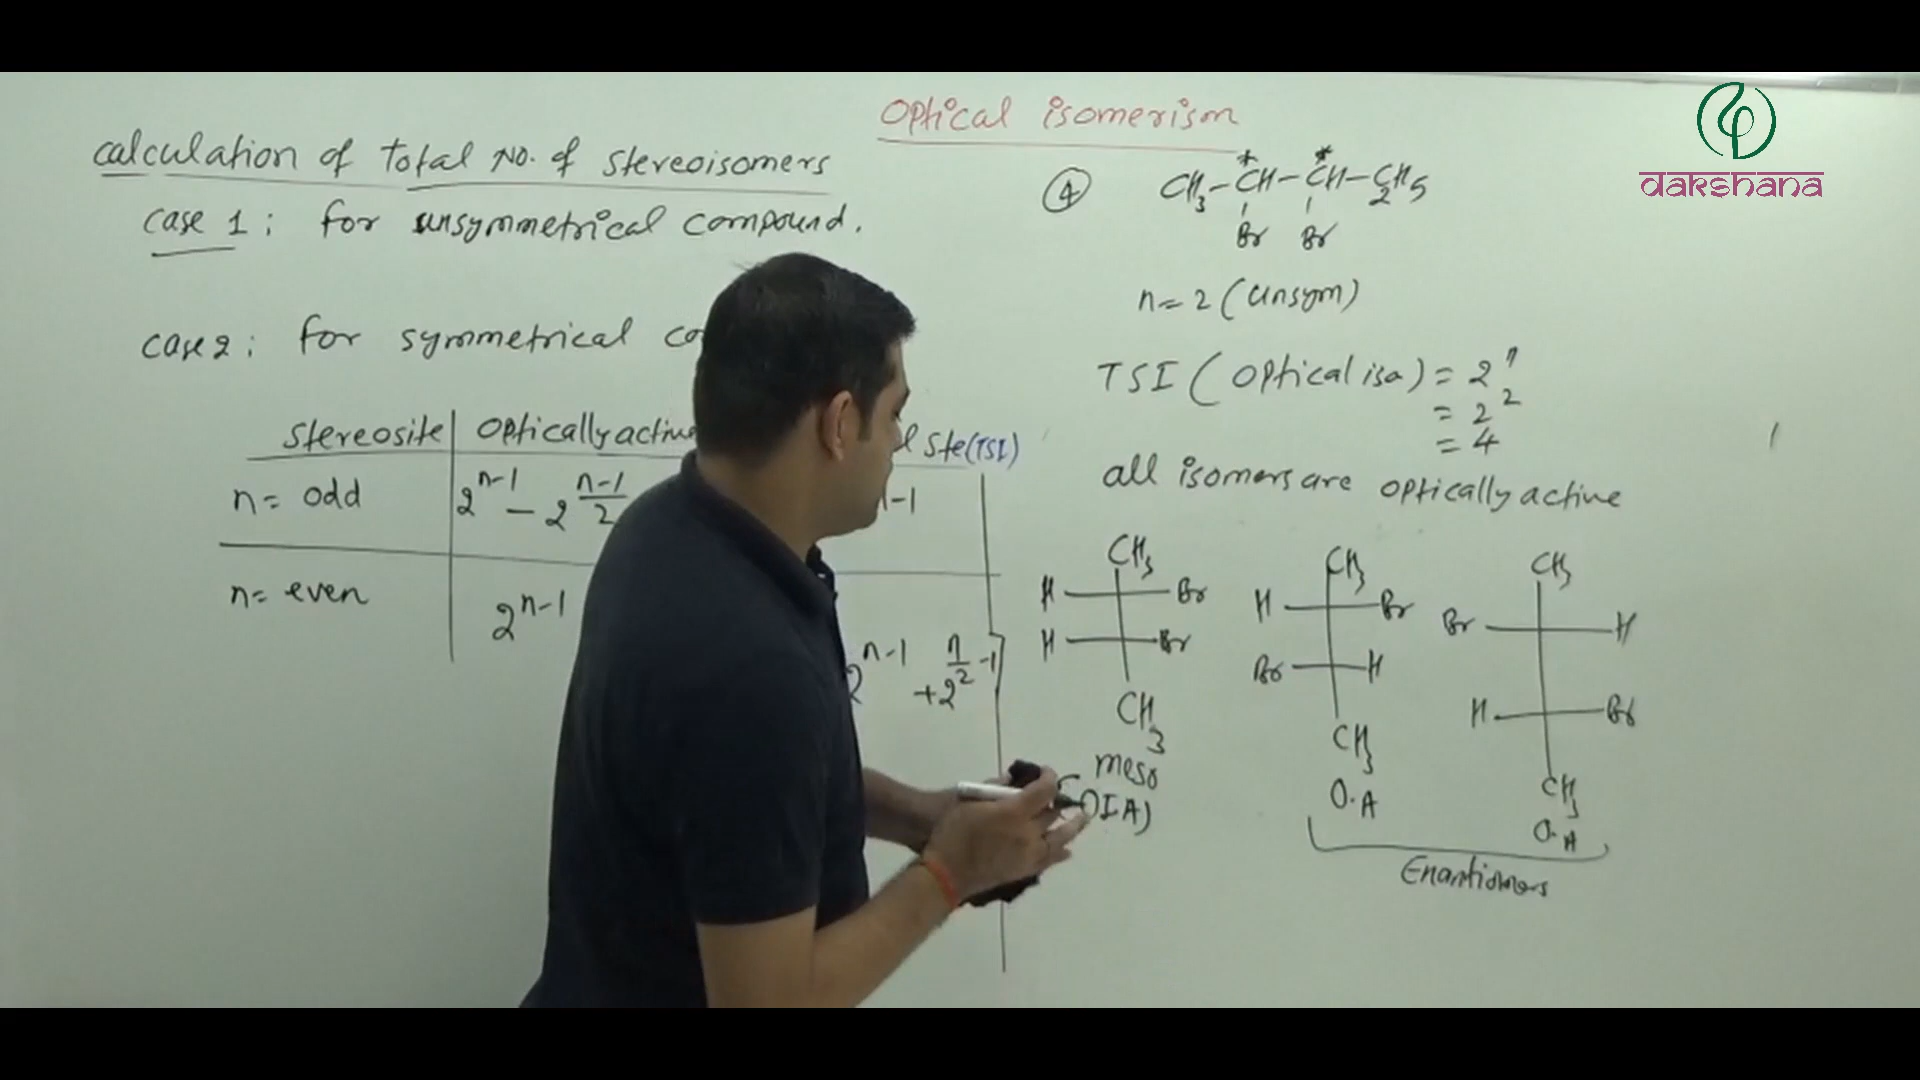 Optical isomerism
dakshana
calculation of total No. of stereoisomers
case 1: for unsymmetrical compound.
case 2: for symmetrical
stereosite optically active ste(TSI)
n= odd 2^(n-1) - 2^((n-1)/2) n-1
n= even 2^(n-1) 2^(n-1) + 2^(n/2 -1)
④ CH3-*CH-*CH-C2H5
Br Br
n=2 (unsym)
TSI (Optical iso) = 2^n
= 2^2
= 4
all isomers are optically active
CH3 CH3 CH3
H Br H Br Br H
H Br Br H H Br
CH3 CH3 CH3
meso O.A O.A
(OIA)
Enantiomers